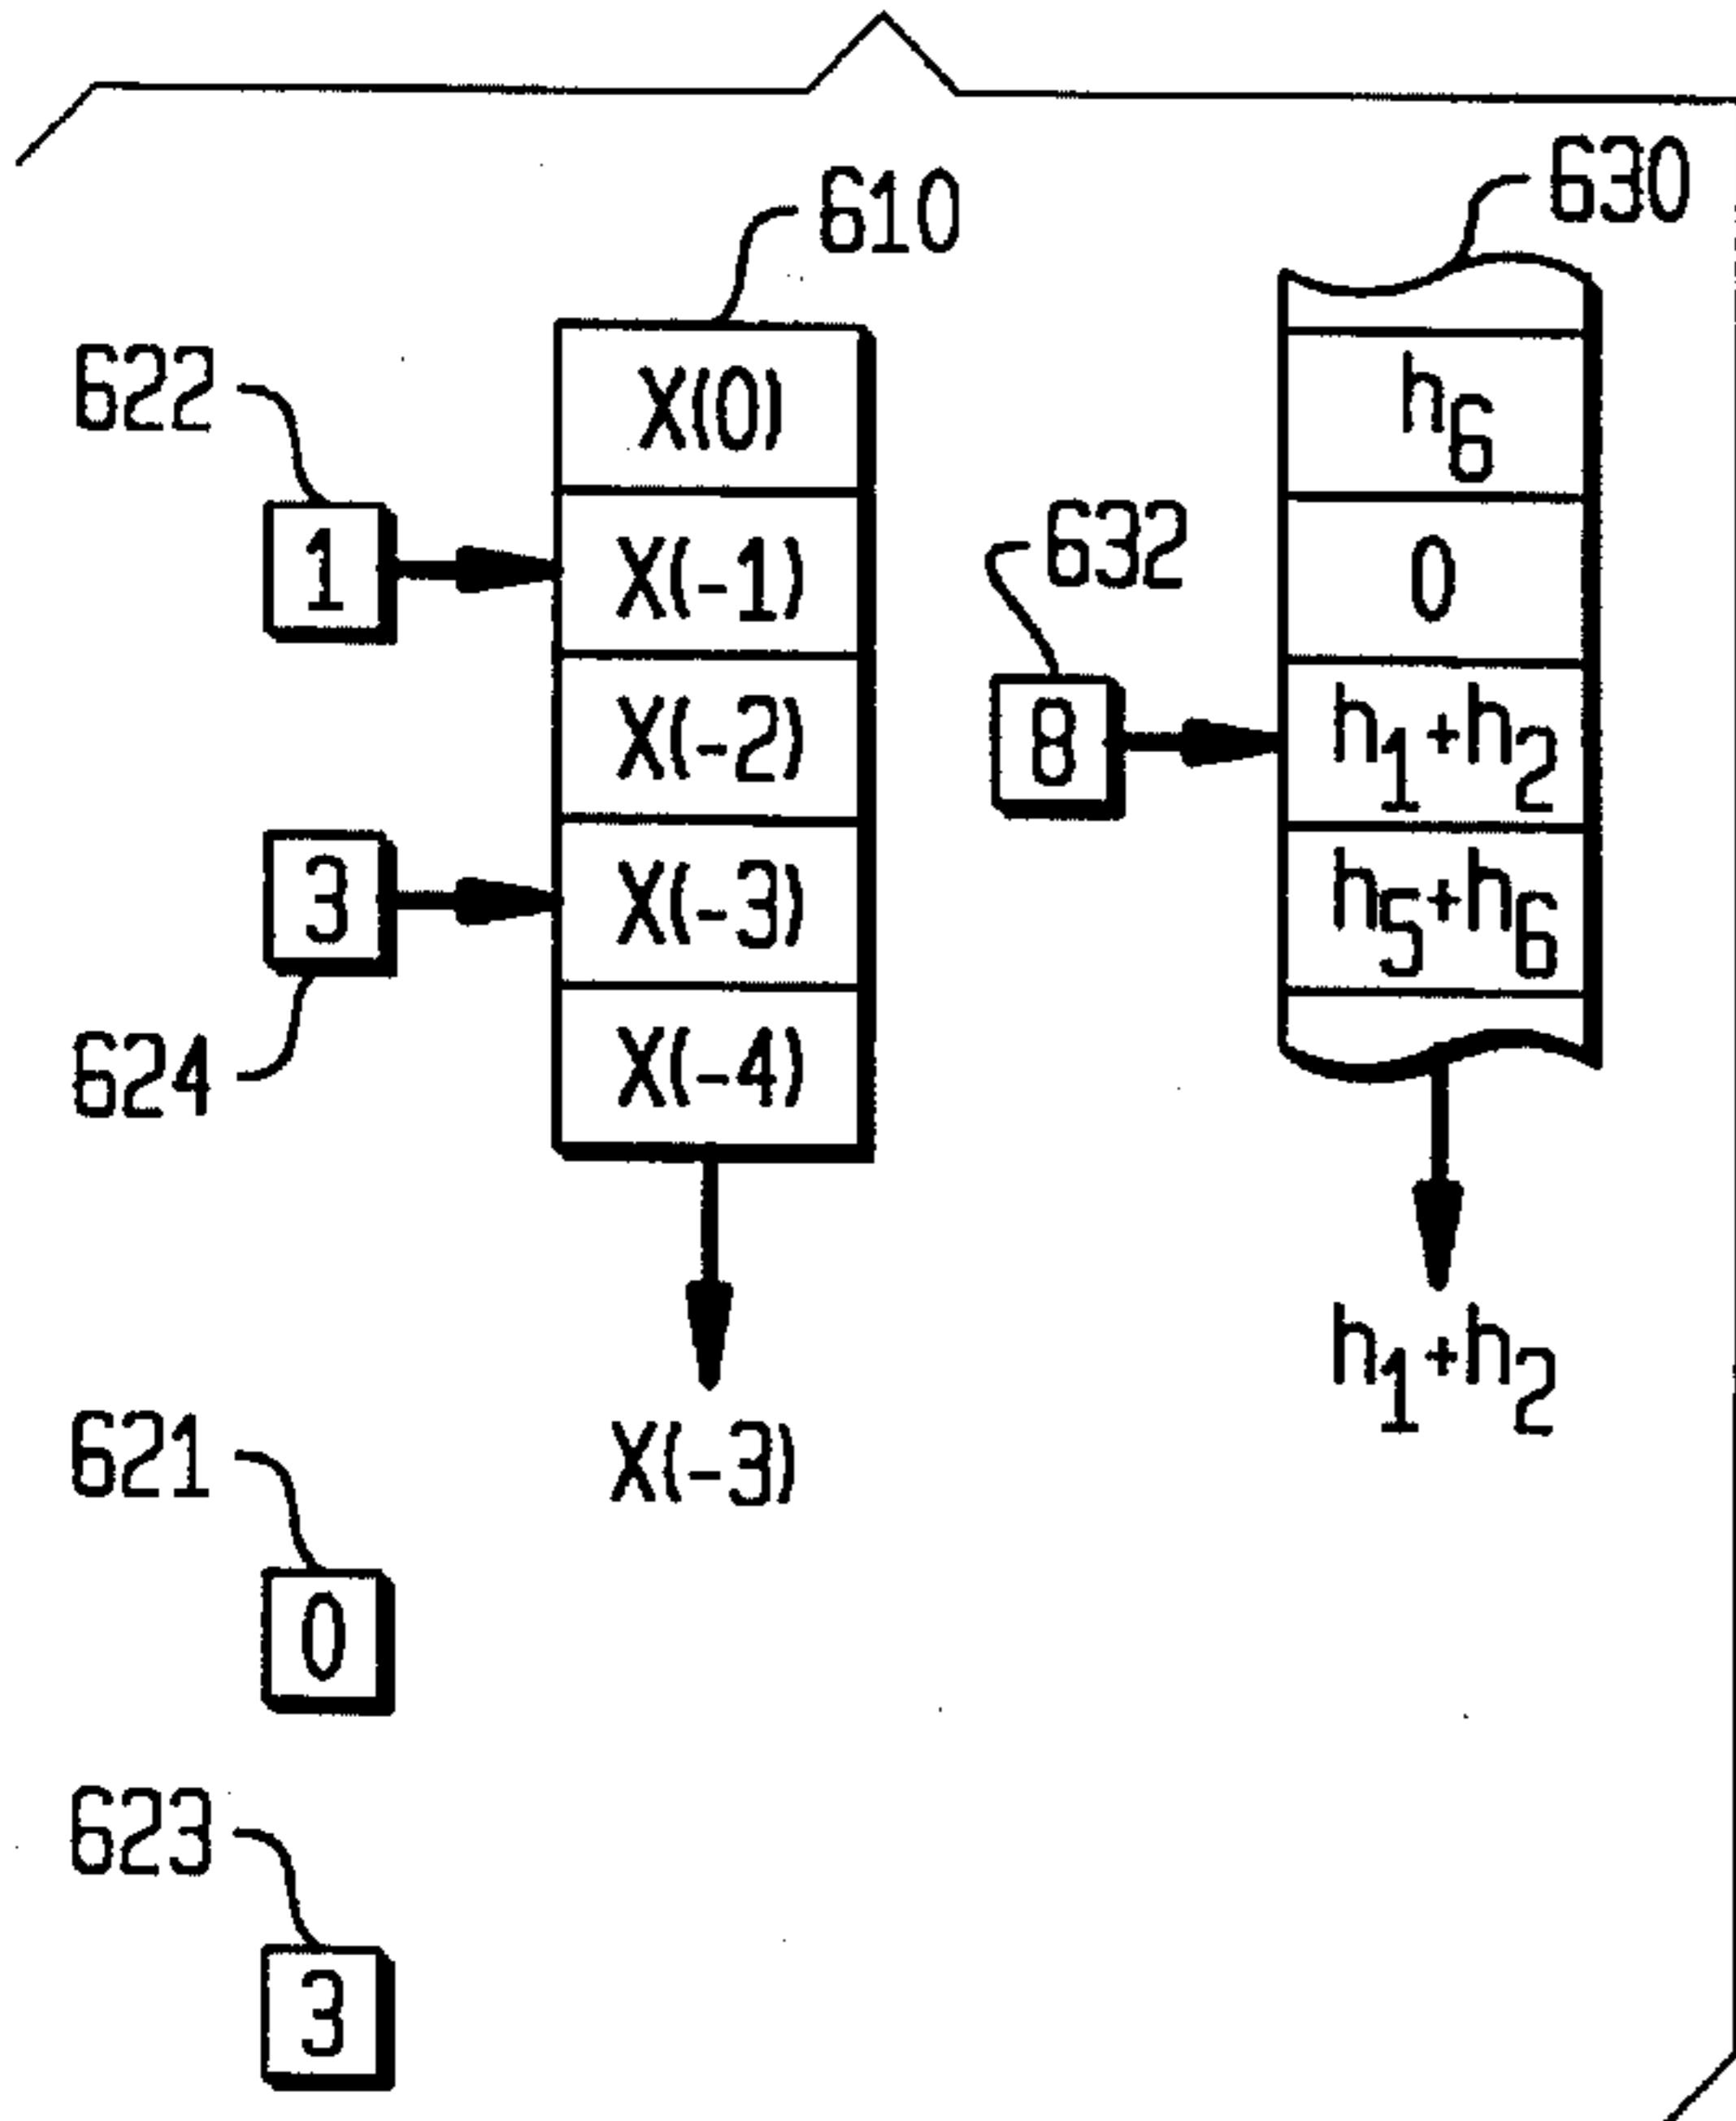 610
630
622
X(0)
h6
1
X(-1)
632
0
X(-2)
8
h1+h2
3
X(-3)
h5+h6
624
X(-4)
h1+h2
621
X(-3)
0
623
3